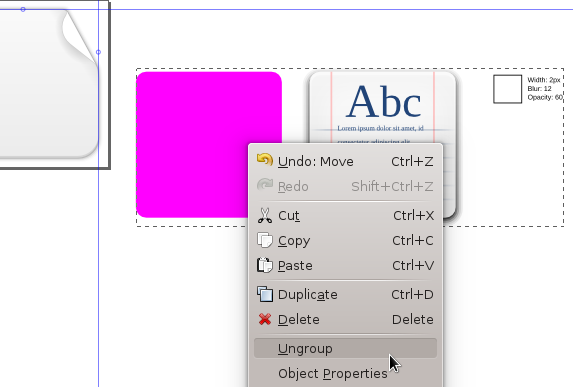 Abc
Lorem ipsum dolor sit amet, id
consectetur adipiscing elit
Width: 2px
Blur: 12
Opacity: 60
Undo: Move Ctrl+Z
Redo Shift+Ctrl+Z
Cut Ctrl+X
Copy Ctrl+C
Paste Ctrl+V
Duplicate Ctrl+D
Delete Delete
Ungroup
Object Properties